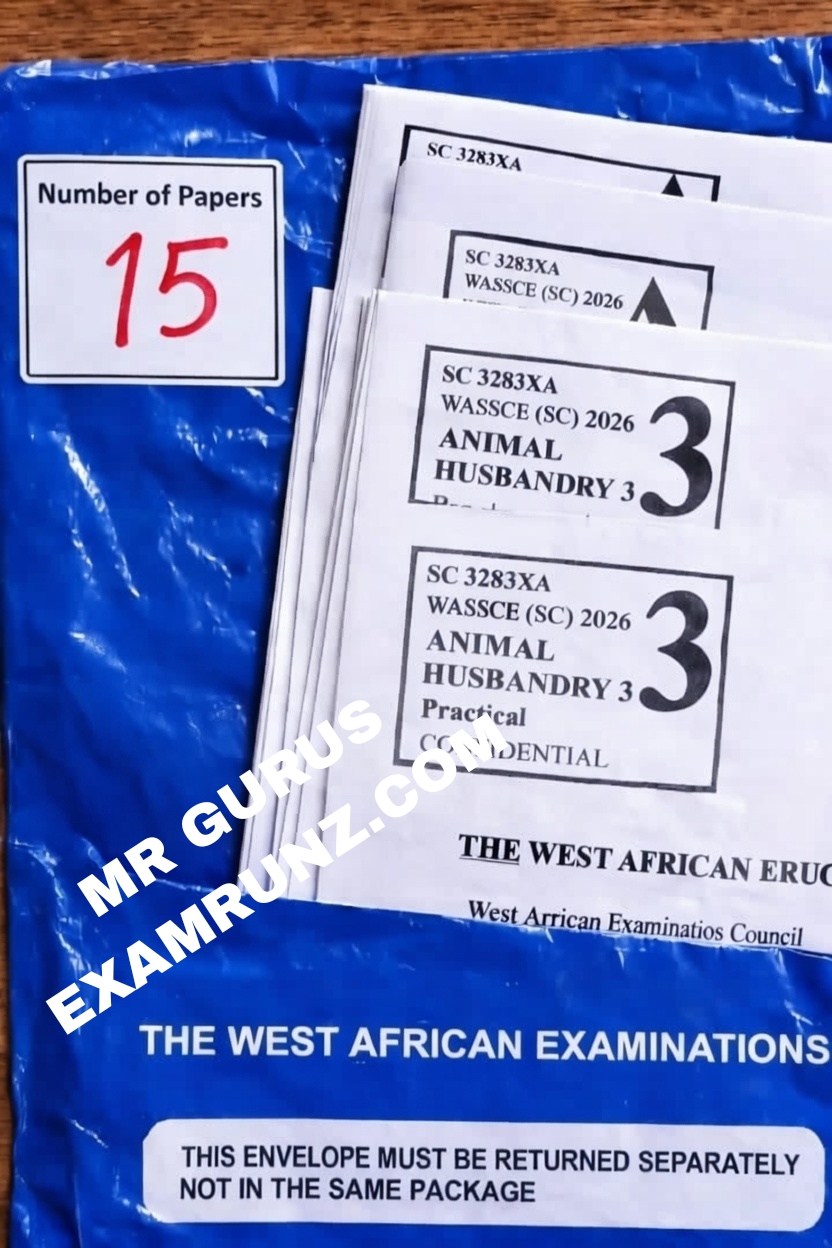 Number of Papers
15
SC 3283XA
SC 3283XA
WASSCE (SC) 2026
SC 3283XA
WASSCE (SC) 2026
ANIMAL
HUSBANDRY 3
3
SC 3283XA
WASSCE (SC) 2026
ANIMAL
HUSBANDRY 3
3
Practical
CONFIDENTIAL
MR GURUS
EXAMRUNZ.COM
THE WEST AFRICAN ERUC
West Arrican Examinatios Council
THE WEST AFRICAN EXAMINATIONS
THIS ENVELOPE MUST BE RETURNED SEPARATELY
NOT IN THE SAME PACKAGE